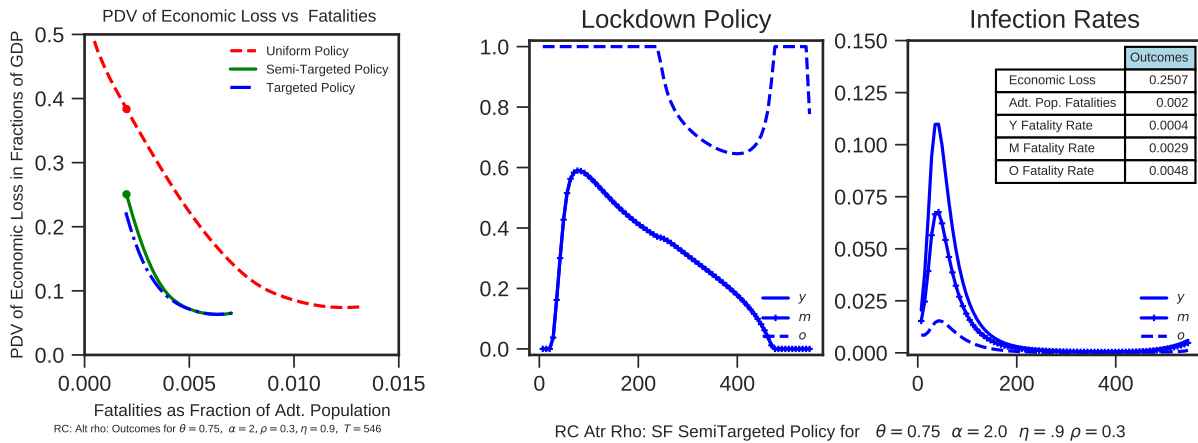 PDV of Economic Loss vs Fatalities
PDV of Economic Loss in Fractions of GDP
0.5
0.4
0.3
0.2
0.1
0.0
0.000
0.005
0.010
0.015
Uniform Policy
Semi-Targeted Policy
Targeted Policy
Fatalities as Fraction of Adt. Population
RC: Alt rho: Outcomes for θ = 0.75, α = 2, ρ = 0.3, η = 0.9, T = 546
Lockdown Policy
1.0
0.8
0.6
0.4
0.2
0.0
0
200
400
y
m
o
Infection Rates
0.150
0.125
0.100
0.075
0.050
0.025
0.000
0
200
400
Outcomes
Economic Loss 0.2507
Adt. Pop. Fatalities 0.002
Y Fatality Rate 0.0004
M Fatality Rate 0.0029
O Fatality Rate 0.0048
y
m
o
RC Atr Rho: SF SemiTargeted Policy for θ = 0.75 α = 2.0 η = .9 ρ = 0.3